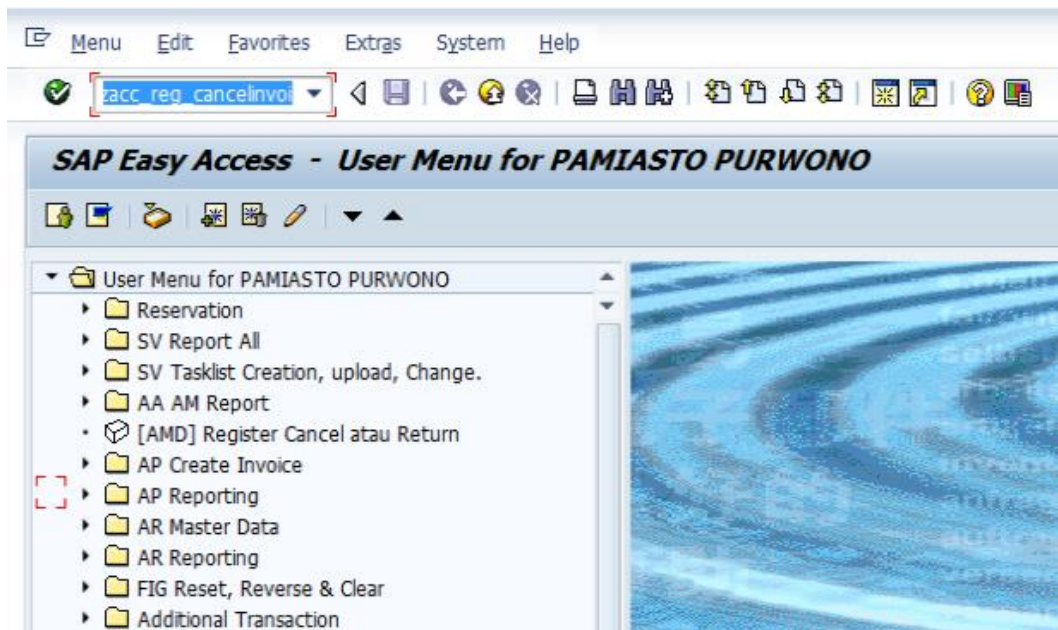 Menu Edit Favorites Extras System Help
zacc_reg_cancelinvoi
SAP Easy Access - User Menu for PAMIASTO PURWONO
User Menu for PAMIASTO PURWONO
Reservation
SV Report All
SV Tasklist Creation, upload, Change.
AA AM Report
[AMD] Register Cancel atau Return
AP Create Invoice
AP Reporting
AR Master Data
AR Reporting
FIG Reset, Reverse & Clear
Additional Transaction